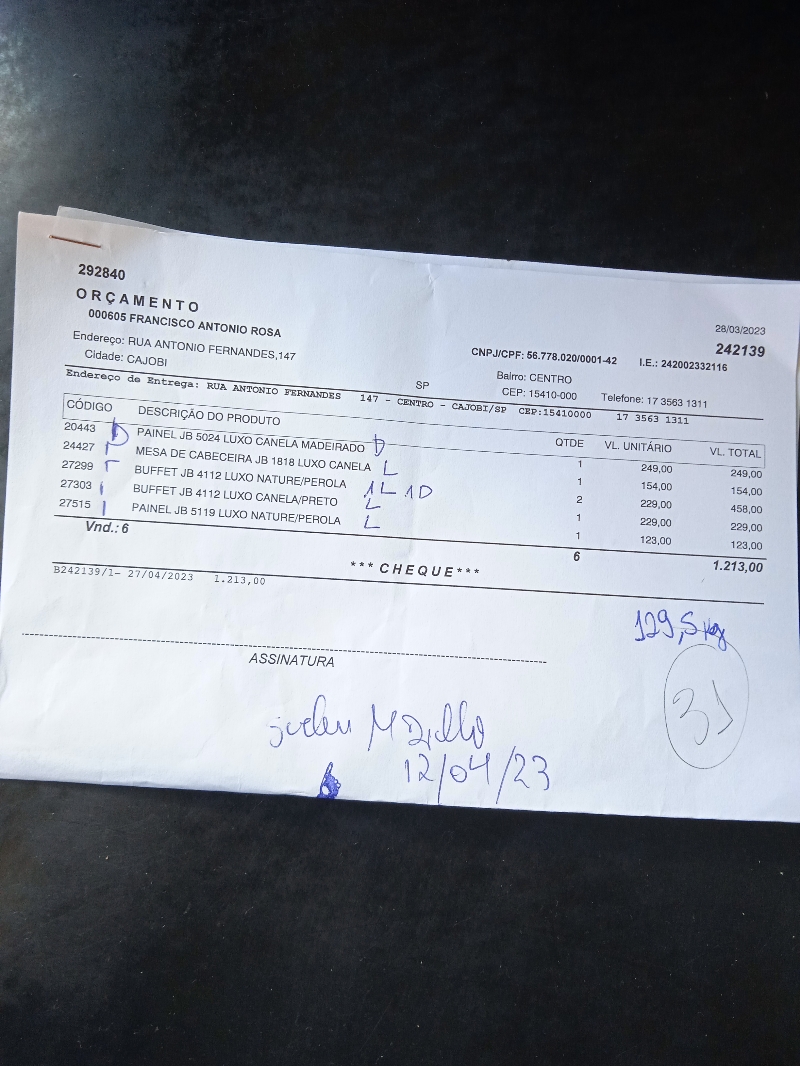 292840
ORÇAMENTO
28/03/2023
000605 FRANCISCO ANTONIO ROSA
242139
Endereço: RUA ANTONIO FERNANDES,147
CNPJ/CPF: 56.778.020/0001-42 I.E.: 242002332116
Cidade: CAJOBI SP Bairro: CENTRO
CEP: 15410-000 Telefone: 17 3563 1311
Endereço de Entrega: RUA ANTONIO FERNANDES 147 - CENTRO - CAJOBI/SP CEP:15410000 17 3563 1311
CÓDIGO DESCRIÇÃO DO PRODUTO QTDE VL. UNITÁRIO VL. TOTAL
20443 D PAINEL JB 5024 LUXO CANELA MADEIRADO D 1 249,00 249,00
24427 MESA DE CABECEIRA JB 1818 LUXO CANELA L 1 154,00 154,00
27299 BUFFET JB 4112 LUXO NATURE/PEROLA 1L 1D 2 229,00 458,00
27303 BUFFET JB 4112 LUXO CANELA/PRETO L 1 229,00 229,00
27515 PAINEL JB 5119 LUXO NATURE/PEROLA L 1 123,00 123,00
Vnd.: 6 6 1.213,00
*** CHEQUE ***
B242139/1- 27/04/2023 1.213,00
129,5 kg
ASSINATURA
31
12/04/23